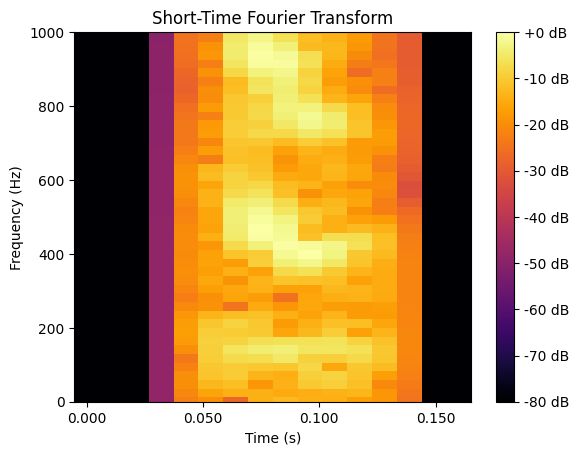 Short-Time Fourier Transform
Frequency (Hz)
1000
800
600
400
200
0
0.000
0.050
0.100
0.150
Time (s)
+0 dB
-10 dB
-20 dB
-30 dB
-40 dB
-50 dB
-60 dB
-70 dB
-80 dB